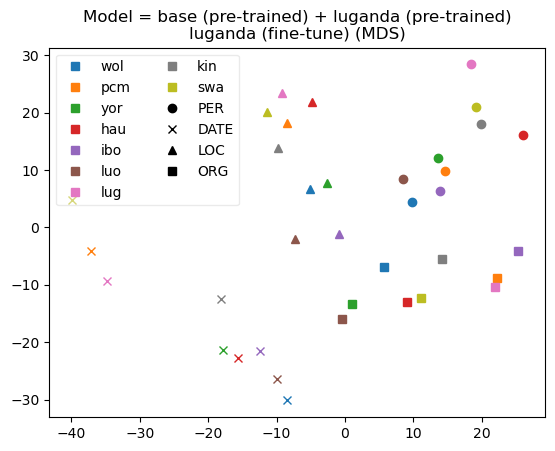 Model = base (pre-trained) + luganda (pre-trained)
luganda (fine-tune) (MDS)
30
20
10
0
−10
−20
−30
wol
pcm
yor
hau
ibo
luo
lug
kin
swa
PER
DATE
LOC
ORG
−40
−30
−20
−10
0
10
20